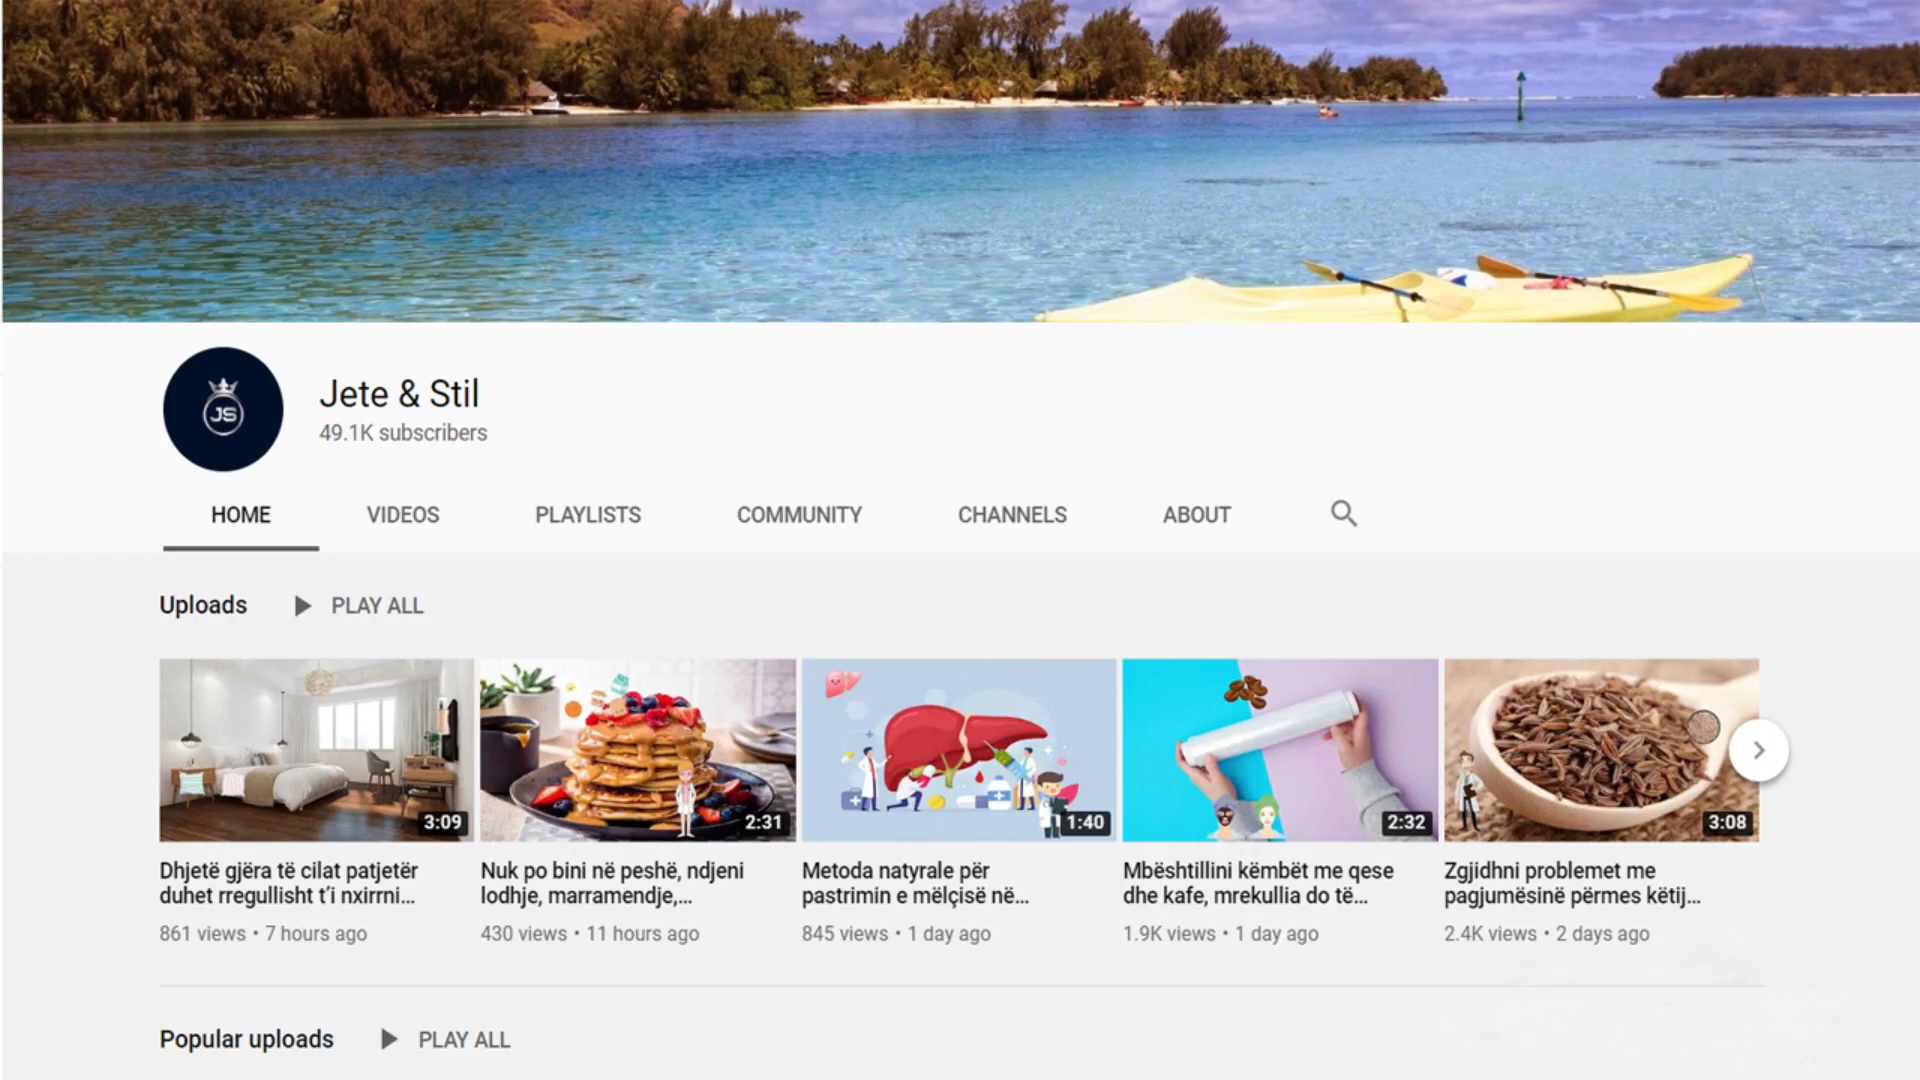 JS
Jete & Stil
49.1K subscribers
HOME VIDEOS PLAYLISTS COMMUNITY CHANNELS ABOUT
Uploads PLAY ALL
3:09 2:31 1:40 2:32 3:08
Dhjetë gjëra të cilat patjetër
duhet rregullisht t’i nxirrni...
861 views • 7 hours ago
Nuk po bini në peshë, ndjeni
lodhje, marramendje,...
430 views • 11 hours ago
Metoda natyrale për
pastrimin e mëlçisë në...
845 views • 1 day ago
Mbështillini këmbët me qese
dhe kafe, mrekullia do të...
1.9K views • 1 day ago
Zgjidhni problemet me
pagjumësinë përmes këtij...
2.4K views • 2 days ago
Popular uploads PLAY ALL